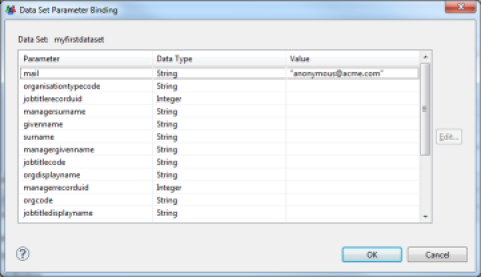 Data Set Parameter Binding
Data Set: myfirstdataset
Parameter Data Type Value
mail String "anonymous@acme.com"
organisationtypecode String
jobtitlerecorduid Integer
managersurname String
givenname String
surname String
managergivenname String
jobtitlecode String
orgdisplayname String
managerrecorduid Integer
orgcode String
jobtitledisplayname String
Edit...
OK Cancel